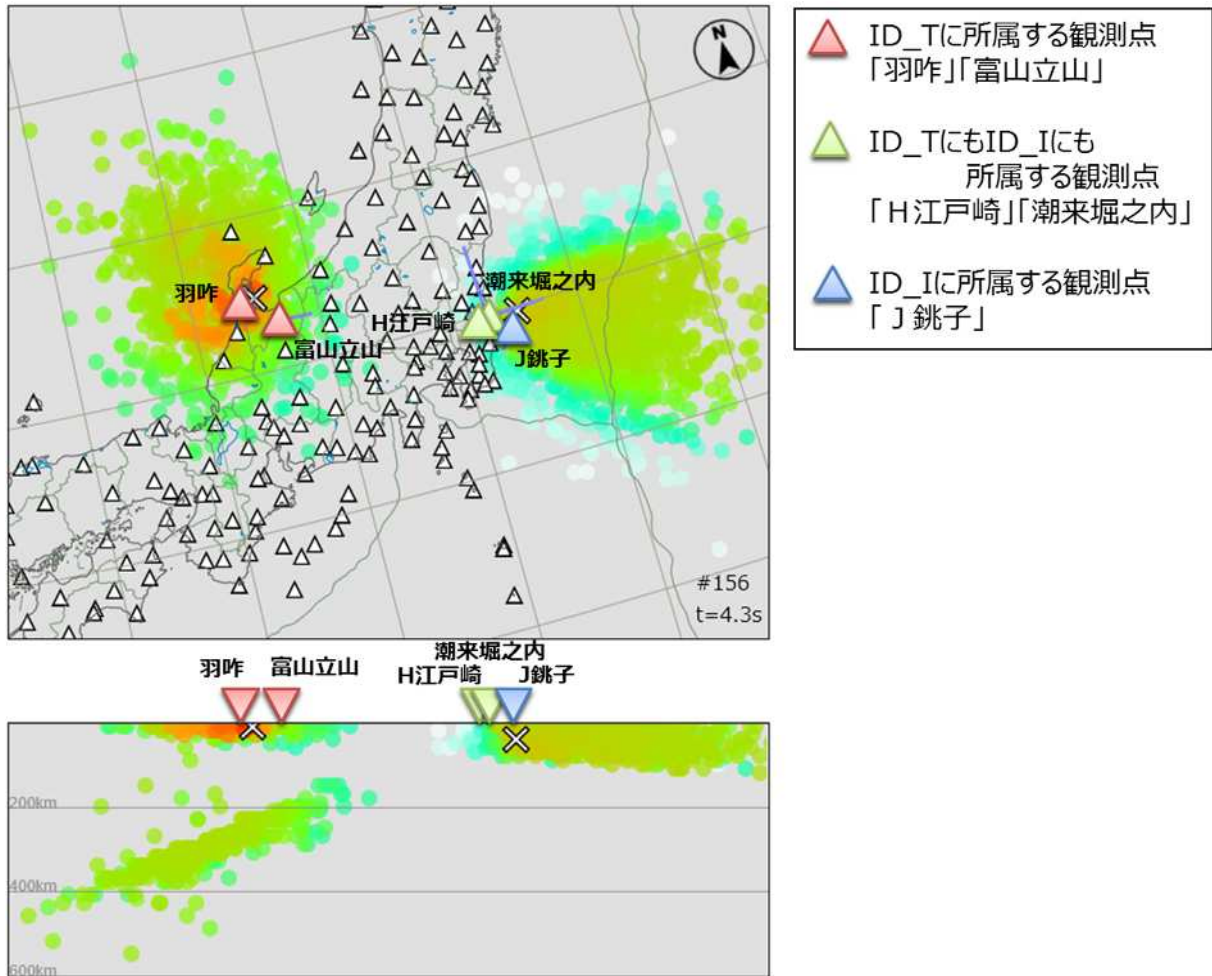 N
羽咋
潮来堀之内
H江戸崎
富山立山
J銚子
#156
t=4.3s
ID_Tに所属する観測点
「羽咋」「富山立山」
ID_TにもID_Iにも
所属する観測点
「H江戸崎」「潮来堀之内」
ID_Iに所属する観測点
「J銚子」
潮来堀之内
羽咋 富山立山 H江戸崎 J銚子
200km
400km
600km